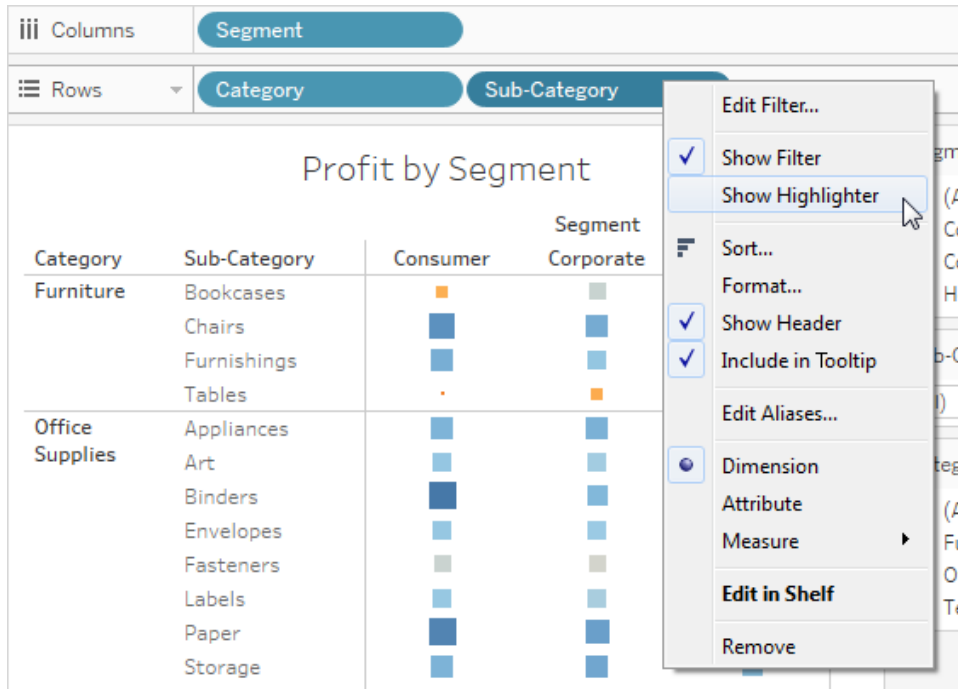 Columns Segment
Rows Category Sub-Category
Profit by Segment
Segment
Category Sub-Category Consumer Corporate
Furniture Bookcases
Chairs
Furnishings
Tables
Office Supplies Appliances
Art
Binders
Envelopes
Fasteners
Labels
Paper
Storage
Edit Filter...
Show Filter
Show Highlighter
Sort...
Format...
Show Header
Include in Tooltip
Edit Aliases...
Dimension
Attribute
Measure
Edit in Shelf
Remove